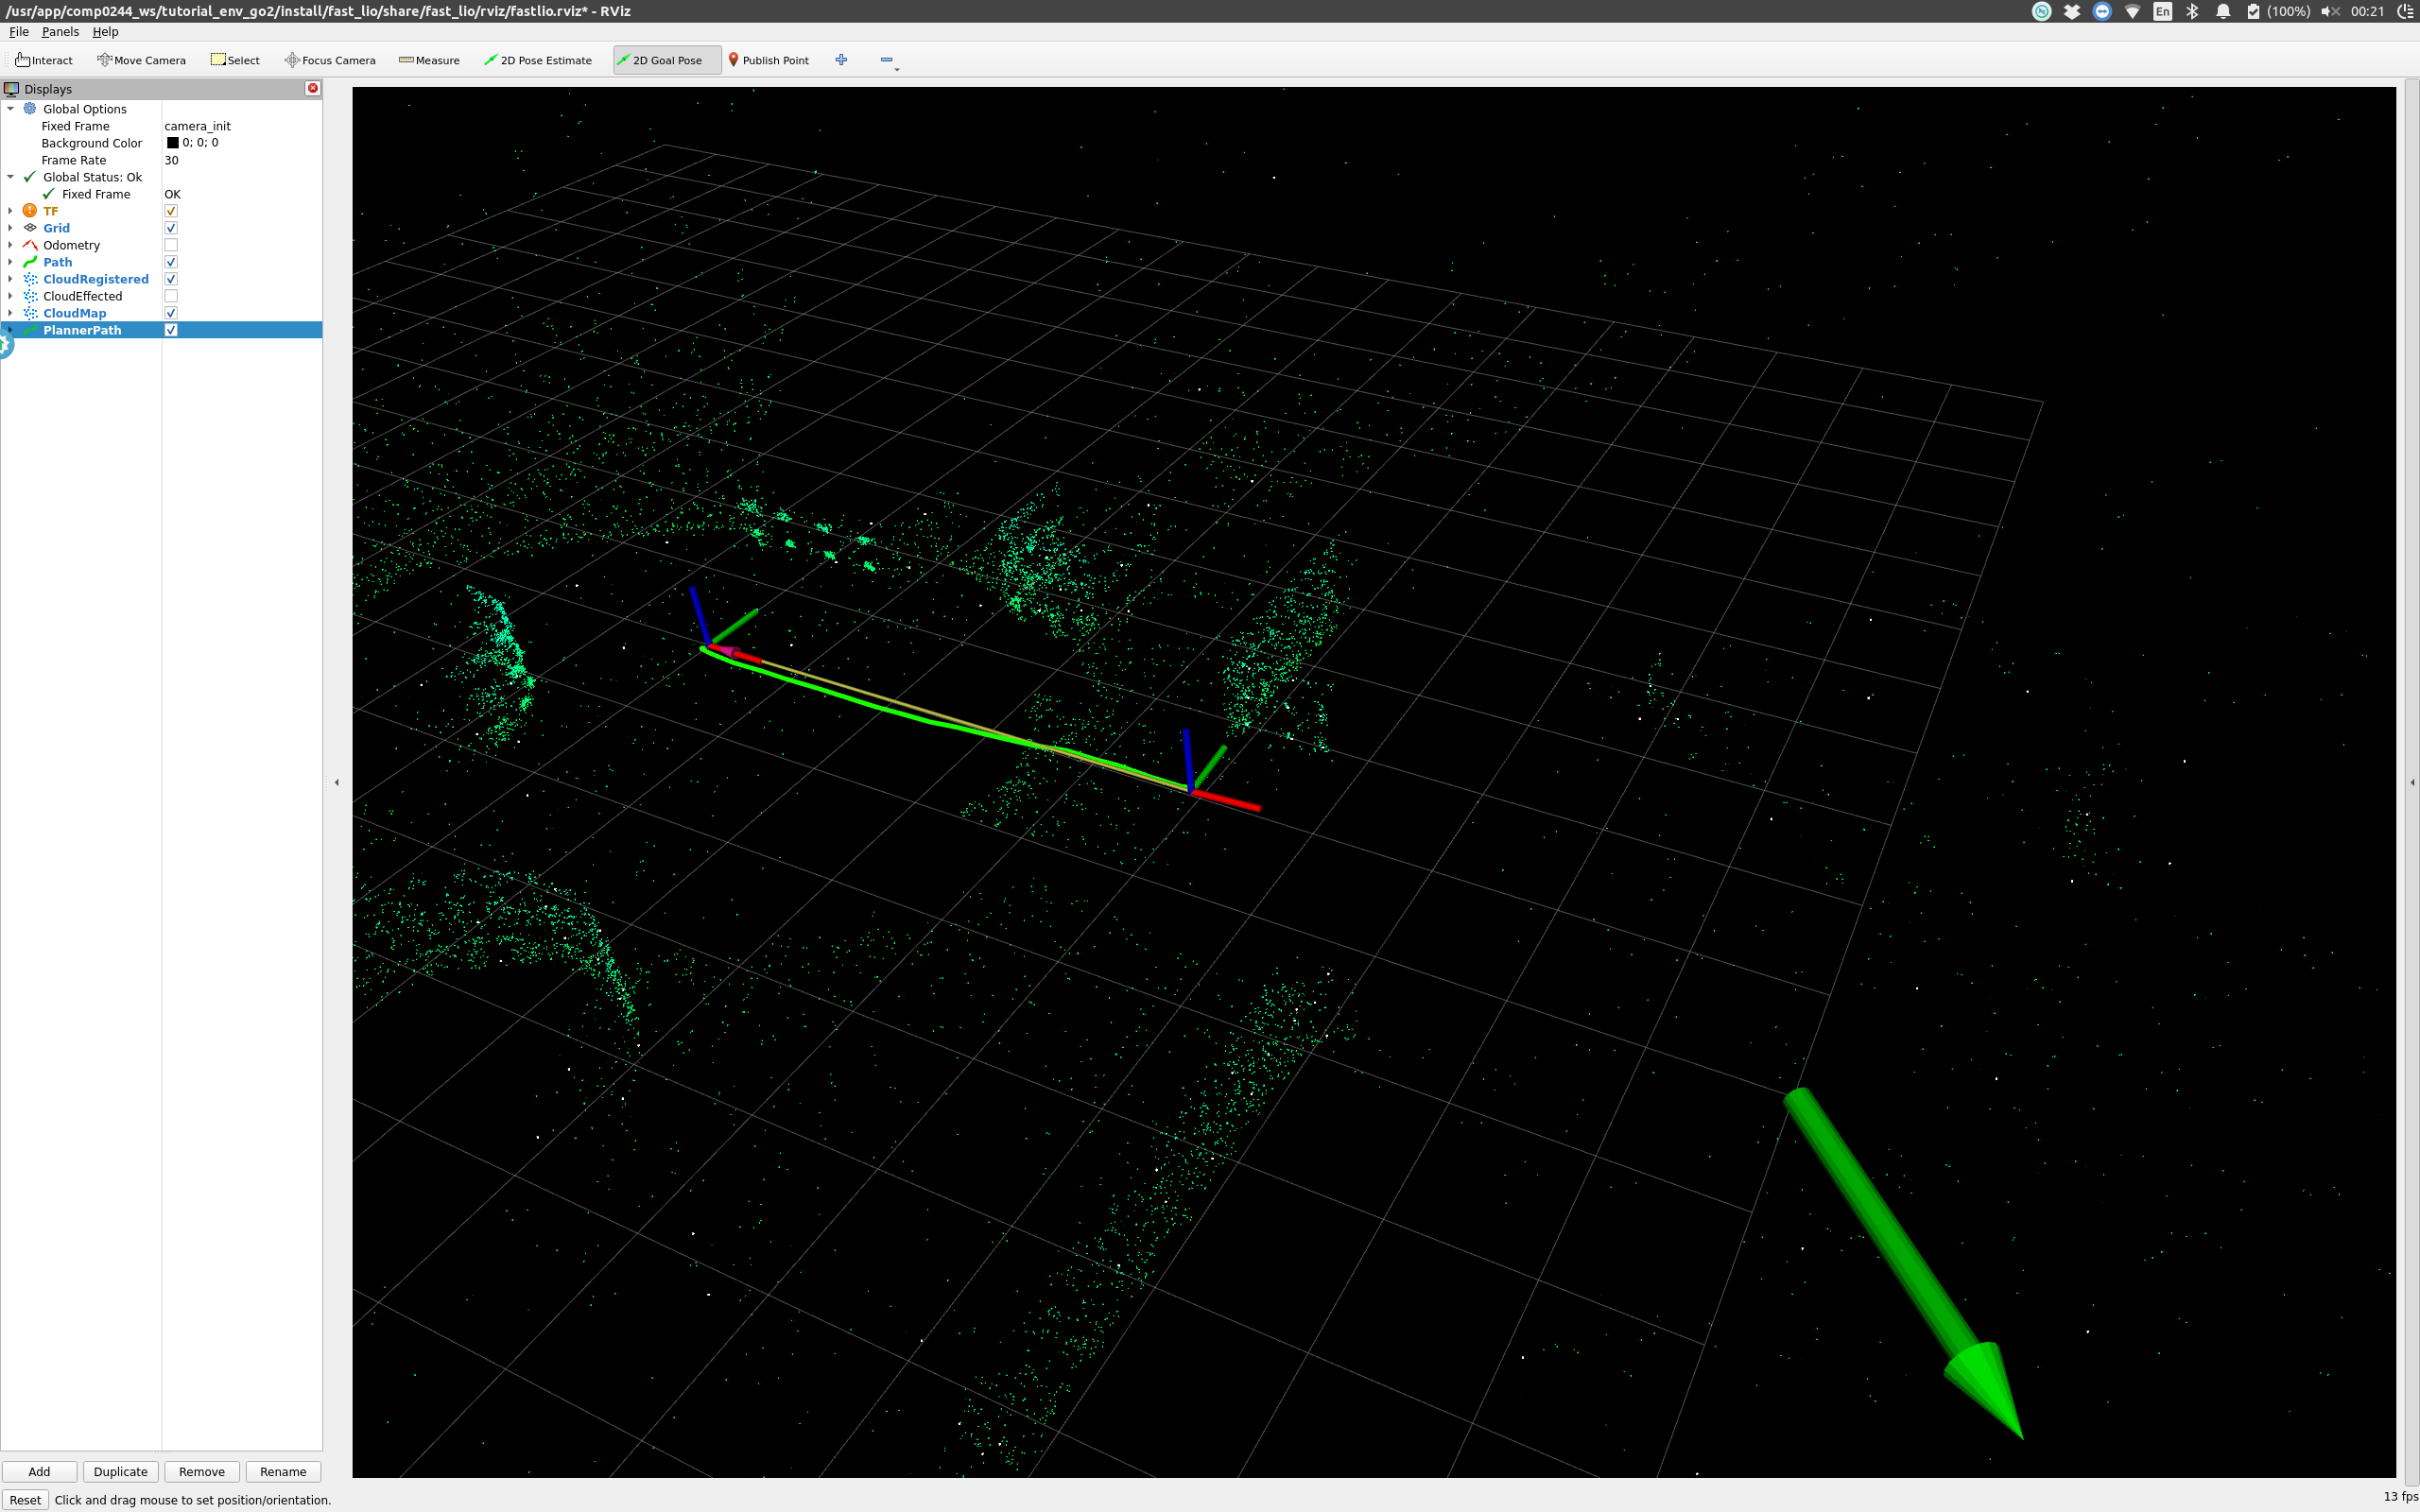 /usr/app/comp0244_ws/tutorial_env_go2/install/fast_lio/share/fast_lio/rviz/fastlio.rviz* - RViz
En (100%) 00:21
File Panels Help
Interact Move Camera Select Focus Camera Measure 2D Pose Estimate 2D Goal Pose Publish Point
Displays
Global Options
Fixed Frame camera_init
Background Color 0; 0; 0
Frame Rate 30
Global Status: Ok
Fixed Frame OK
TF
Grid
Odometry
Path
CloudRegistered
CloudEffected
CloudMap
PlannerPath
Add Duplicate Remove Rename
Reset Click and drag mouse to set position/orientation. 13 fps